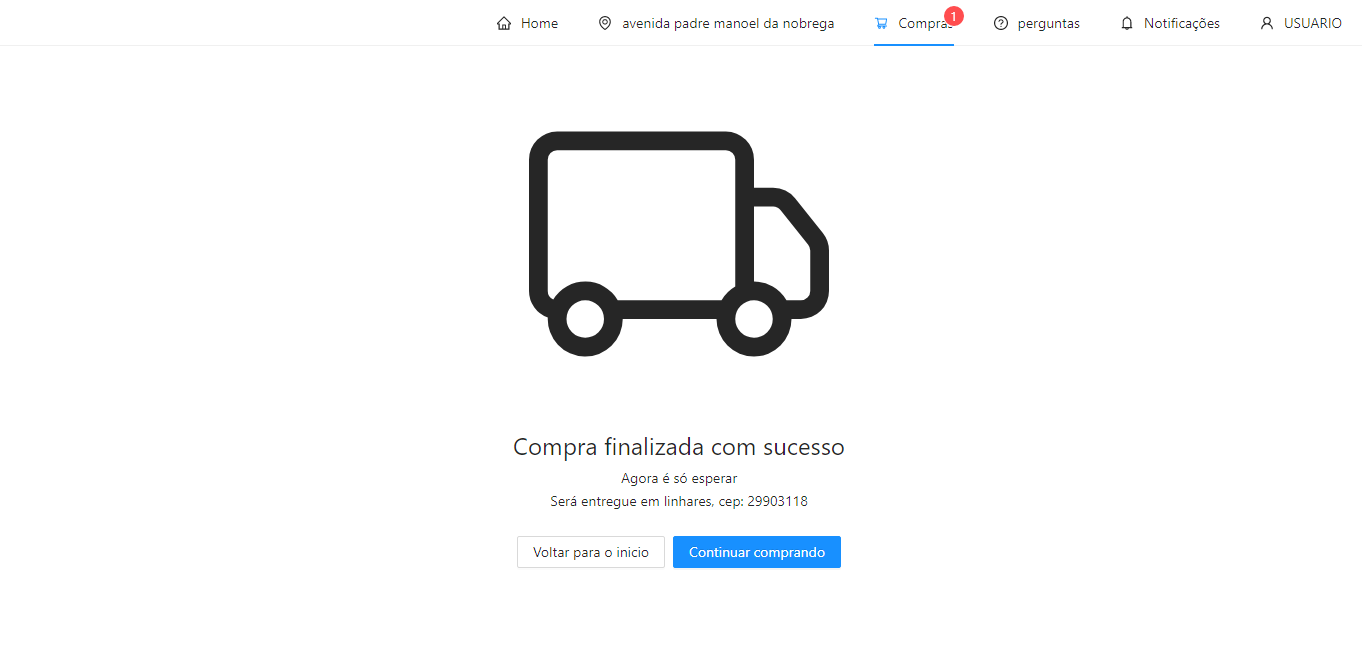 Home
avenida padre manoel da nobrega
Compras
1
perguntas
Notificações
USUARIO
Compra finalizada com sucesso
Agora é só esperar
Será entregue em linhares, cep: 29903118
Voltar para o inicio
Continuar comprando